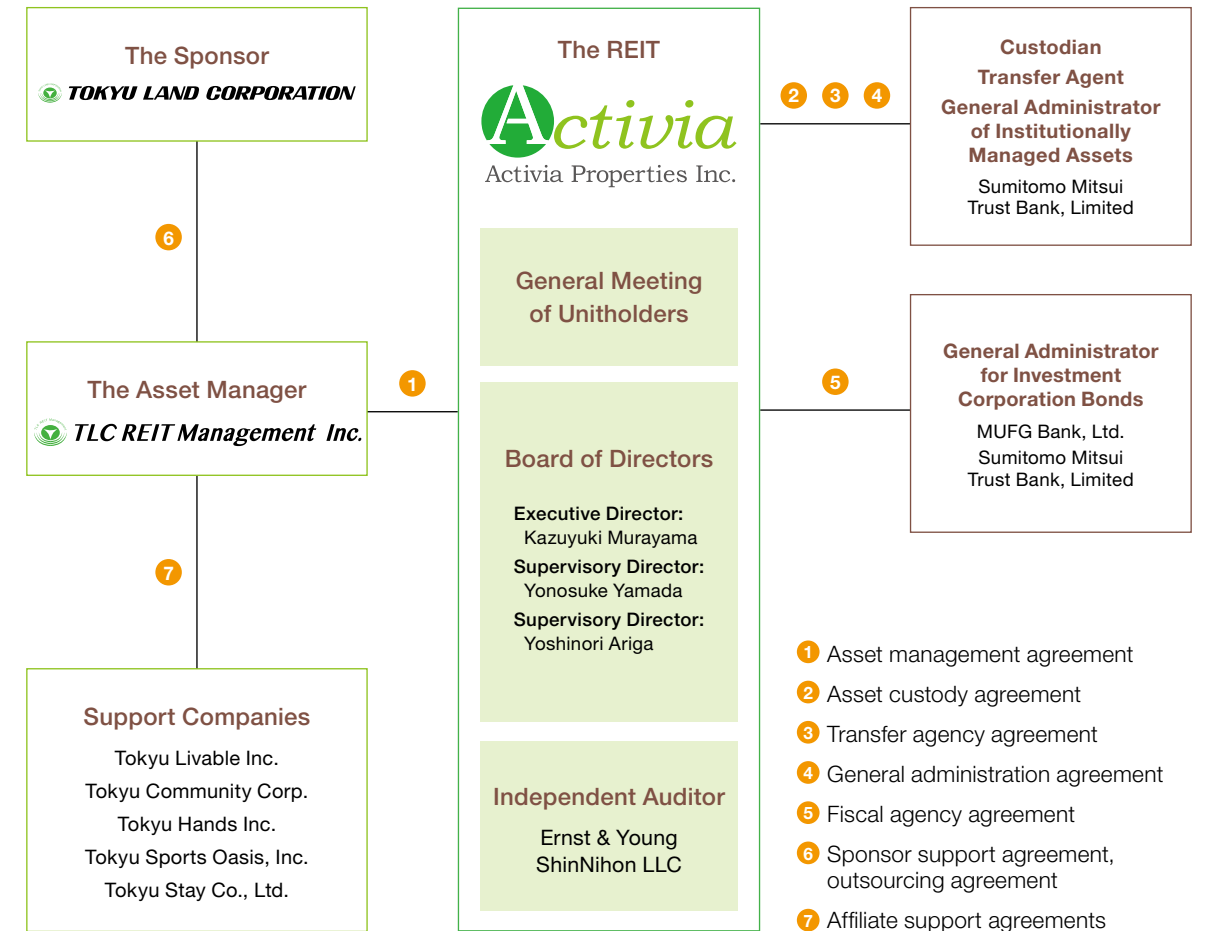 The Sponsor
TOKYU LAND CORPORATION
6
The Asset Manager
TLC REIT Management Inc.
1
7
Support Companies
Tokyu Livable Inc.
Tokyu Community Corp.
Tokyu Hands Inc.
Tokyu Sports Oasis, Inc.
Tokyu Stay Co., Ltd.
The REIT
Activia
Activia Properties Inc.
General Meeting
of Unitholders
Board of Directors
Executive Director:
Kazuyuki Murayama
Supervisory Director:
Yonosuke Yamada
Supervisory Director:
Yoshinori Ariga
Independent Auditor
Ernst & Young
ShinNihon LLC
2 3 4
Custodian
Transfer Agent
General Administrator
of Institutionally
Managed Assets
Sumitomo Mitsui
Trust Bank, Limited
5
General Administrator
for Investment
Corporation Bonds
MUFG Bank, Ltd.
Sumitomo Mitsui
Trust Bank, Limited
1 Asset management agreement
2 Asset custody agreement
3 Transfer agency agreement
4 General administration agreement
5 Fiscal agency agreement
6 Sponsor support agreement,
outsourcing agreement
7 Affiliate support agreements